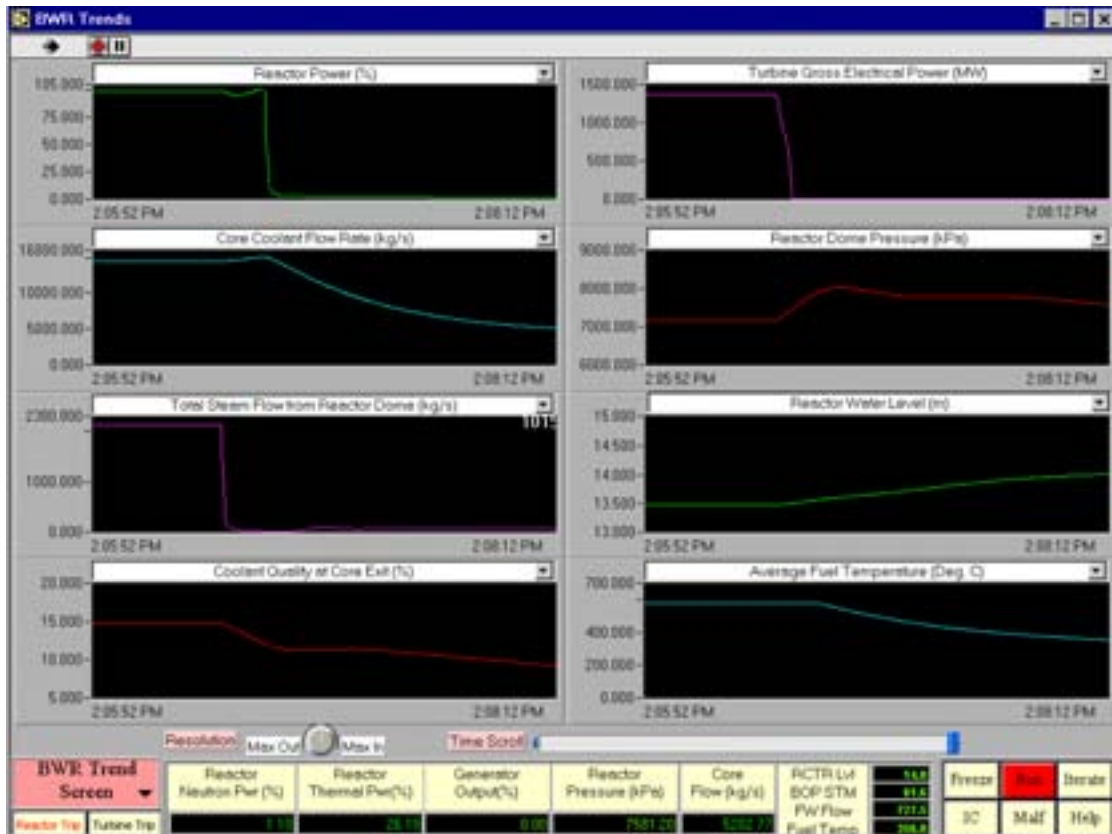 BWR Trends
Reactor Power (%)
105.000
75.000
50.000
25.000
0.000
2:05:52 PM
2:08:12 PM
Turbine Gross Electrical Power (MW)
1500.000
1000.000
500.000
0.000
2:05:52 PM
2:08:12 PM
Core Coolant Flow Rate (kg/s)
10000.000
5000.000
0.000
2:05:52 PM
2:08:12 PM
Reactor Dome Pressure (kPa)
9000.000
8000.000
7000.000
6000.000
2:05:52 PM
2:08:12 PM
Total Steam Flow from Reactor Dome (kg/s)
2300.000
1000.000
0.000
2:05:52 PM
2:08:12 PM
Reactor Water Level (m)
15.000
14.500
14.000
13.500
13.000
2:05:52 PM
2:08:12 PM
Coolant Quality at Core Exit (%)
20.000
15.000
10.000
5.000
2:05:52 PM
2:08:12 PM
Average Fuel Temperature (Deg. C)
700.000
400.000
200.000
0.000
2:05:52 PM
2:08:12 PM
Resolution
Max Out
Max In
Time Scroll
BWR Trend Screen
Reactor Trip
Turbine Trip
Reactor Neutron Pwr (%)
Reactor Thermal Pwr(%)
Generator Output(%)
0.00
Reactor Pressure (kPa)
7581.20
Core Flow (kg/s)
5202.77
RCTR Lvl
BOP STM
FW Flow
Fuel Temp
Freeze
Run
Iterate
IC
Malf
Help